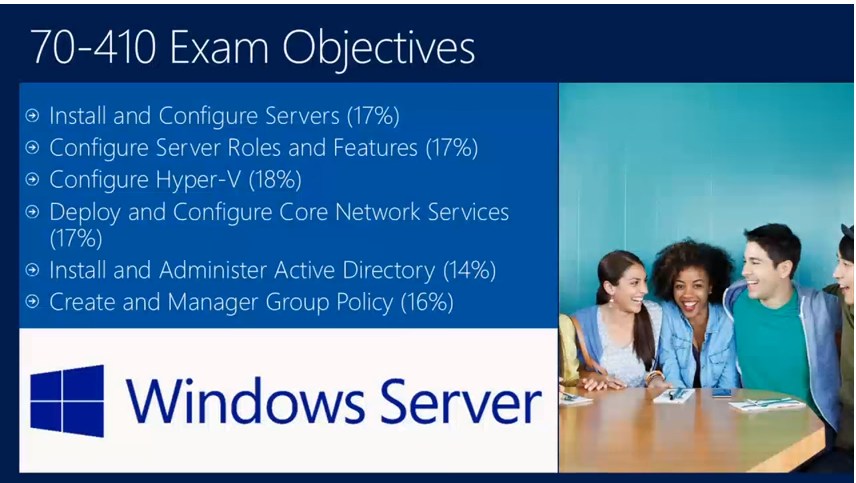 70-410 Exam Objectives
Install and Configure Servers (17%)
Configure Server Roles and Features (17%)
Configure Hyper-V (18%)
Deploy and Configure Core Network Services
(17%)
Install and Administer Active Directory (14%)
Create and Manager Group Policy (16%)
Windows Server